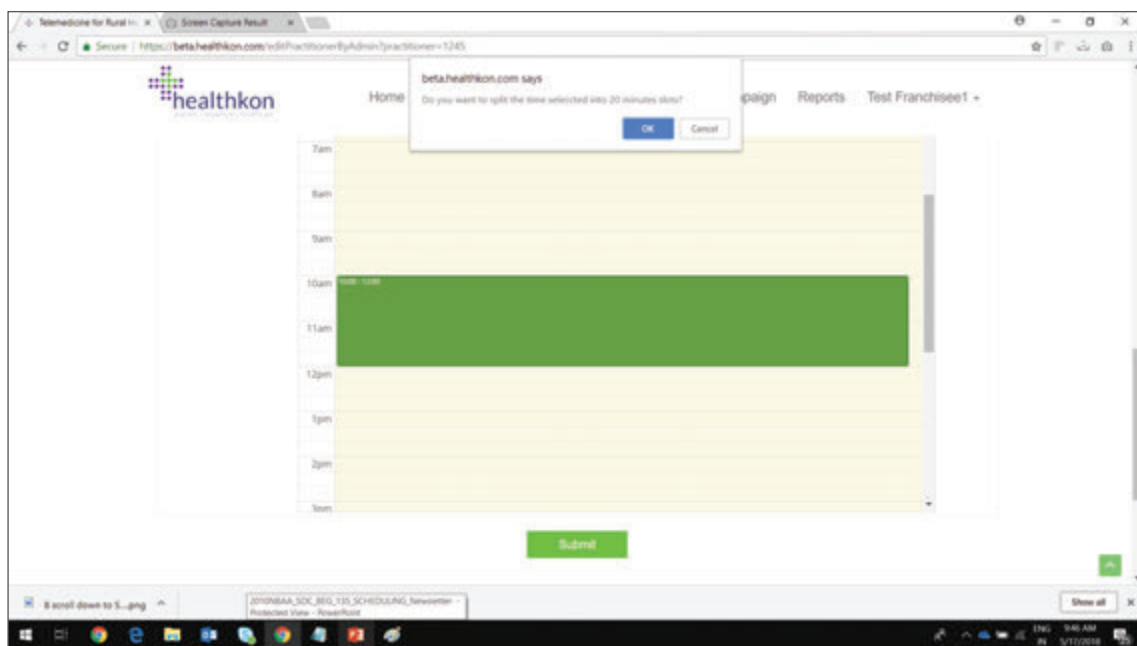 Telemedicine for Rural In
Screen Capture Result
Secure | https://beta.healthkon.com/editPractitionerByAdmin?practitioner=1245
beta.healthkon.com says
Do you want to split the time selected into 20 minutes slots?
OK
Cancel
healthkon
Home
paign
Reports
Test Franchisee1
7am
8am
9am
10am
10:00 - 12:00
11am
12pm
1pm
2pm
3pm
Submit
8 scroll down to S....png
2010NBAA_SDC_BEG_135_SCHEDULING_Newsletter -
Protected View - PowerPoint
Show all
ENG
9:46 AM
IN
5/17/2018